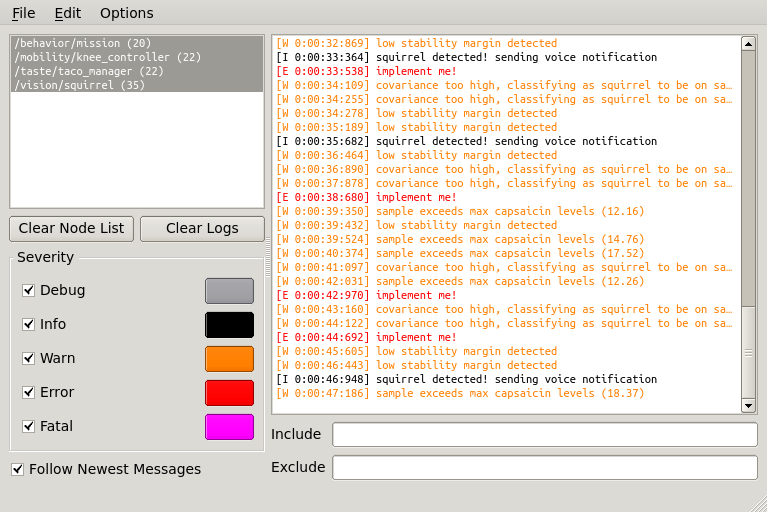 File Edit Options
/behavior/mission (20)
/mobility/knee_controller (22)
/taste/taco_manager (22)
/vision/squirrel (35)
Clear Node List Clear Logs
Severity
Debug
Info
Warn
Error
Fatal
Follow Newest Messages
[W 0:00:32:869] low stability margin detected
[I 0:00:33:364] squirrel detected! sending voice notification
[E 0:00:33:538] implement me!
[W 0:00:34:109] covariance too high, classifying as squirrel to be on sa…
[W 0:00:34:255] covariance too high, classifying as squirrel to be on sa…
[W 0:00:34:278] low stability margin detected
[W 0:00:35:189] low stability margin detected
[I 0:00:35:682] squirrel detected! sending voice notification
[W 0:00:36:464] low stability margin detected
[W 0:00:36:890] covariance too high, classifying as squirrel to be on sa…
[W 0:00:37:878] covariance too high, classifying as squirrel to be on sa…
[E 0:00:38:680] implement me!
[W 0:00:39:350] sample exceeds max capsaicin levels (12.16)
[W 0:00:39:432] low stability margin detected
[W 0:00:39:524] sample exceeds max capsaicin levels (14.76)
[W 0:00:40:374] sample exceeds max capsaicin levels (17.52)
[W 0:00:41:097] covariance too high, classifying as squirrel to be on sa…
[W 0:00:42:031] sample exceeds max capsaicin levels (12.26)
[E 0:00:42:970] implement me!
[W 0:00:43:160] covariance too high, classifying as squirrel to be on sa…
[W 0:00:44:122] covariance too high, classifying as squirrel to be on sa…
[E 0:00:44:692] implement me!
[W 0:00:45:605] low stability margin detected
[W 0:00:46:443] low stability margin detected
[I 0:00:46:948] squirrel detected! sending voice notification
[W 0:00:47:186] sample exceeds max capsaicin levels (18.37)
Include
Exclude